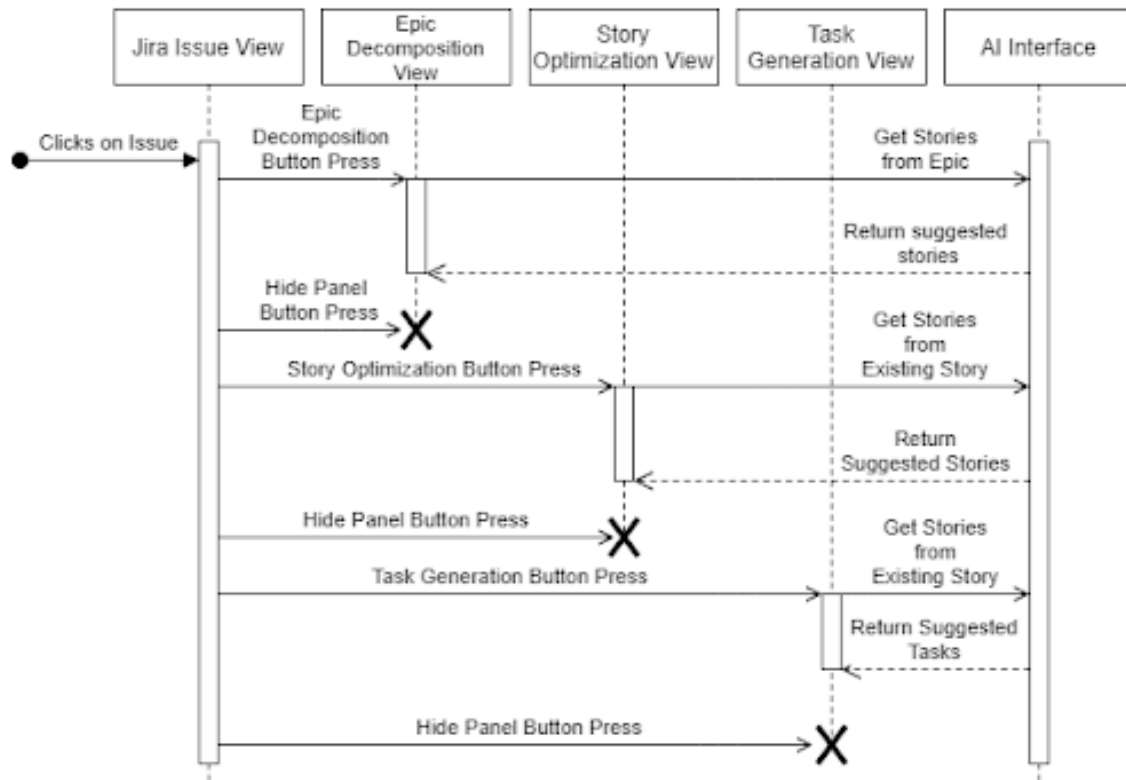 Jira Issue View
Epic
Decomposition
View
Story
Optimization View
Task
Generation View
AI Interface
Clicks on Issue
Epic
Decomposition
Button Press
Get Stories
from Epic
Return suggested
stories
Hide Panel
Button Press
Get Stories
from
Existing Story
Story Optimization Button Press
Return
Suggested Stories
Hide Panel Button Press
Get Stories
from
Existing Story
Task Generation Button Press
Return Suggested
Tasks
Hide Panel Button Press